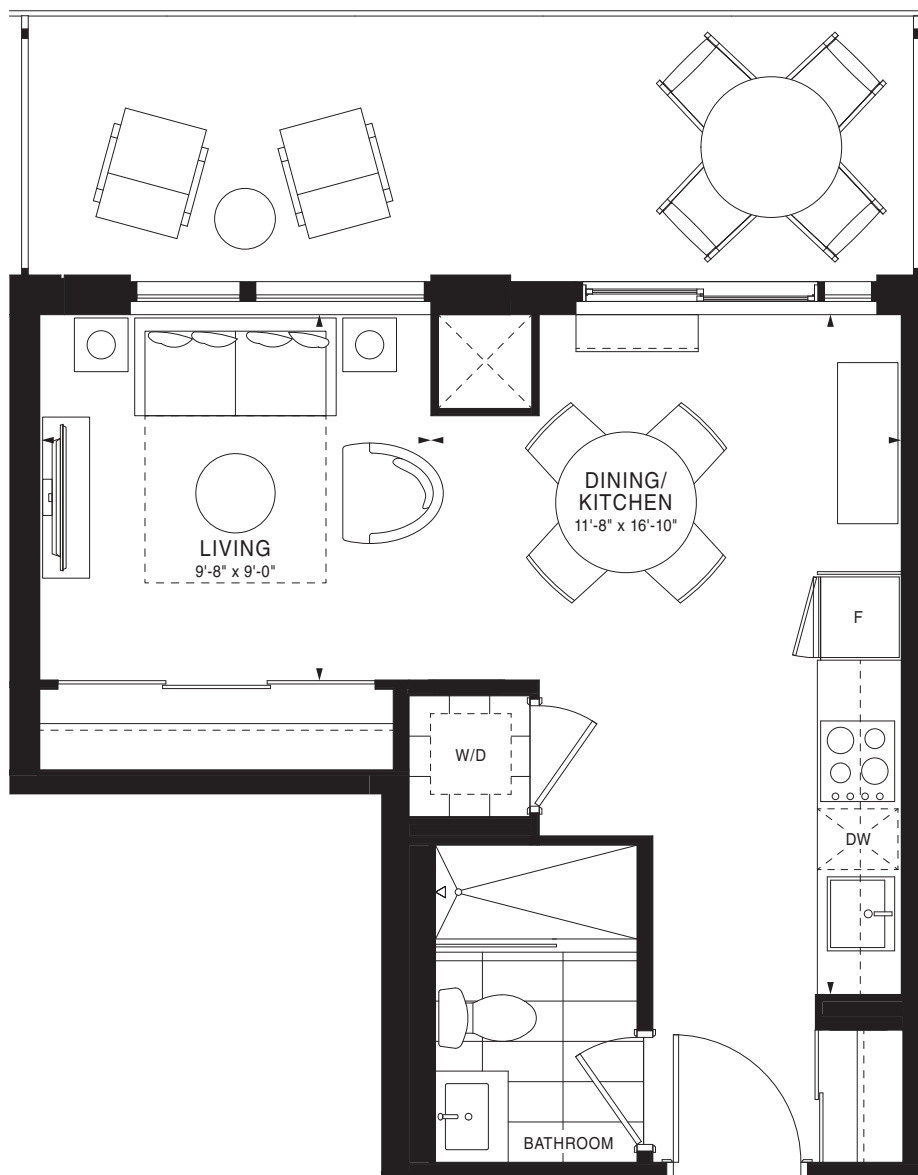 DINING/
KITCHEN
11'-8" x 16'-10"
LIVING
9'-8" x 9'-0"
F
W/D
DW
BATHROOM